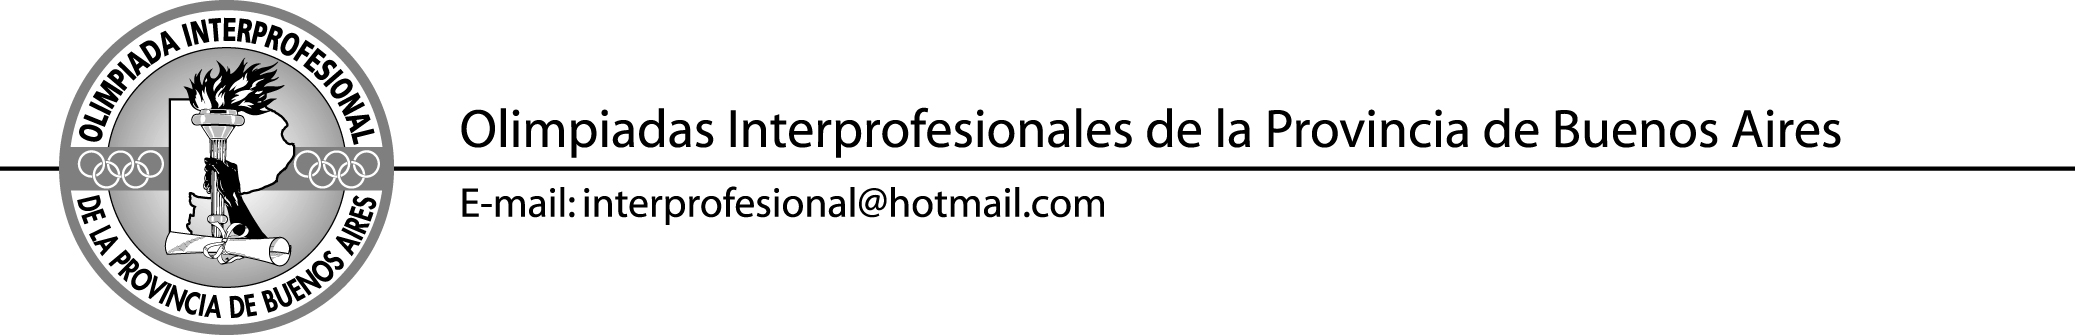 OLIMPIADA INTERPROFESIONAL
DE LA PROVINCIA DE BUENOS AIRES
Olimpiadas Interprofesionales de la Provincia de Buenos Aires
E-mail: interprofesional@hotmail.com